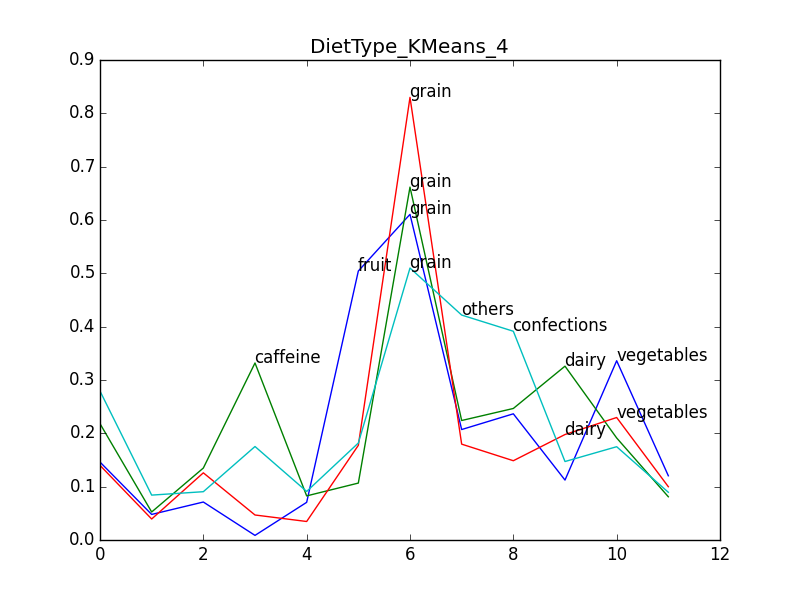 DietType_KMeans_4
0.9
0.8
0.7
0.6
0.5
0.4
0.3
0.2
0.1
0.0
grain
grain
grain
fruit
grain
others
confections
caffeine
dairy
vegetables
vegetables
dairy
0
2
4
6
8
10
12